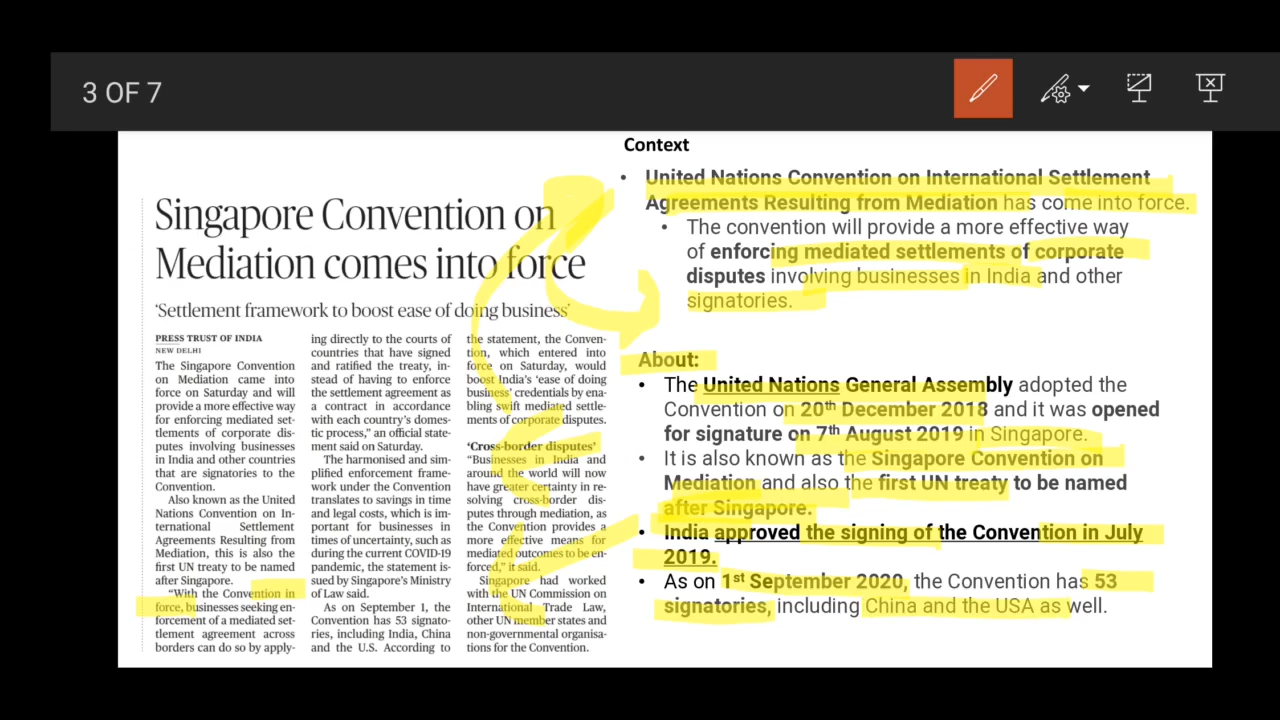 3 OF 7
Singapore Convention on
Mediation comes into force
‘Settlement framework to boost ease of doing business’
PRESS TRUST OF INDIA
NEW DELHI
The Singapore Convention
on Mediation came into
force on Saturday and will
provide a more effective way
for enforcing mediated set-
tlements of corporate dis-
putes involving businesses
in India and other countries
that are signatories to the
Convention.
Also known as the United
Nations Convention on In-
ternational Settlement
Agreements Resulting from
Mediation, this is also the
first UN treaty to be named
after Singapore.
“With the Convention in
force, businesses seeking en-
forcement of a mediated set-
tlement agreement across
borders can do so by apply-
ing directly to the courts of
countries that have signed
and ratified the treaty, in-
stead of having to enforce
the settlement agreement as
a contract in accordance
with each country’s domes-
tic process,” an official state-
ment said on Saturday.
The harmonised and sim-
plified enforcement frame-
work under the Convention
translates to savings in time
and legal costs, which is im-
portant for businesses in
times of uncertainty, such as
during the current COVID-19
pandemic, the statement is-
sued by Singapore’s Ministry
of Law said.
As on September 1, the
Convention has 53 signato-
ries, including India, China
and the U.S. According to
the statement, the Conven-
tion, which entered into
force on Saturday, would
boost India’s ‘ease of doing
business’ credentials by ena-
bling swift mediated settle-
ments of corporate disputes.
‘Cross-border disputes’
“Businesses in India and
around the world will now
have greater certainty in re-
solving cross-border dis-
putes through mediation, as
the Convention provides a
more effective means for
mediated outcomes to be en-
forced,” it said.
Singapore had worked
with the UN Commission on
International Trade Law,
other UN member states and
non-governmental organisa-
tions for the Convention.
Context
• United Nations Convention on International Settlement
Agreements Resulting from Mediation has come into force.
• The convention will provide a more effective way
of enforcing mediated settlements of corporate
disputes involving businesses in India and other
signatories.
About:
• The United Nations General Assembly adopted the
Convention on 20th December 2018 and it was opened
for signature on 7th August 2019 in Singapore.
• It is also known as the Singapore Convention on
Mediation and also the first UN treaty to be named
after Singapore.
• India approved the signing of the Convention in July
2019.
• As on 1st September 2020, the Convention has 53
signatories, including China and the USA as well.